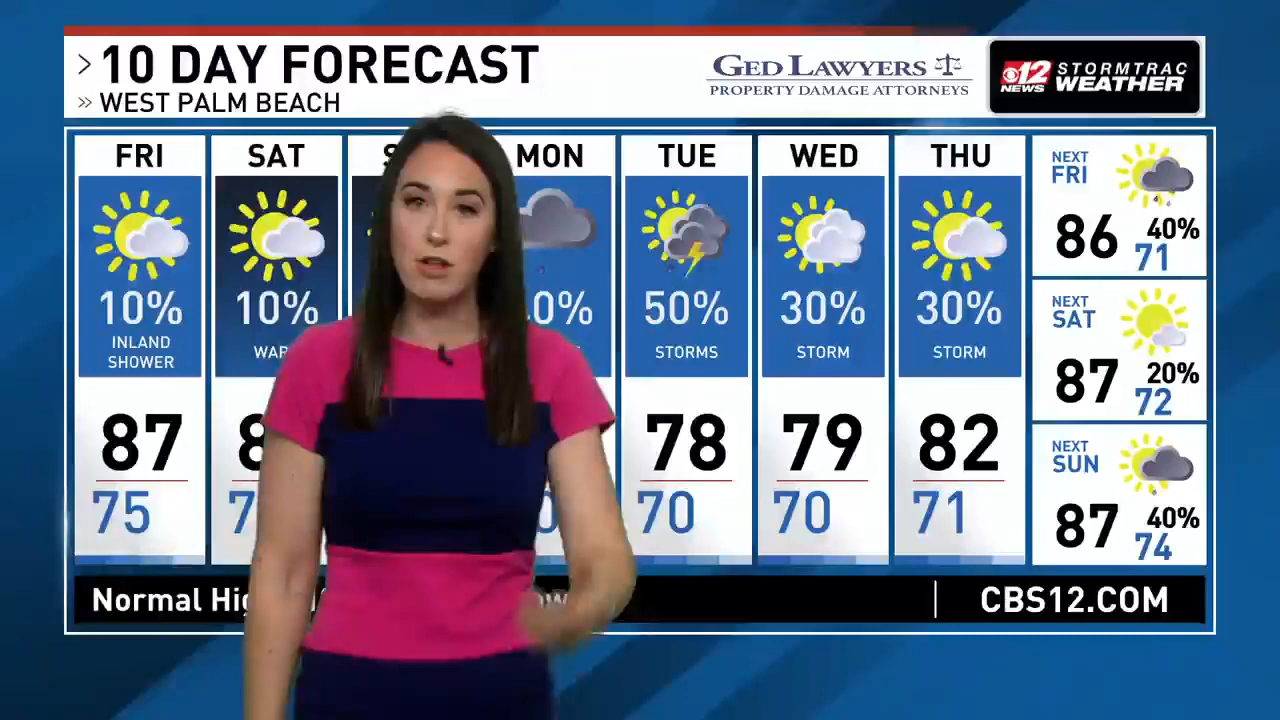 > 10 DAY FORECAST
» WEST PALM BEACH
GED LAWYERS
PROPERTY DAMAGE ATTORNEYS
12 NEWS
STORMTRAC
WEATHER
FRI
10%
INLAND
SHOWER
87
75
SAT
10%
8
7
MON
0%
TUE
50%
STORMS
78
70
WED
30%
STORM
79
70
THU
30%
STORM
82
71
NEXT
FRI
86
40%
71
NEXT
SAT
87
20%
72
NEXT
SUN
87
40%
74
Normal
CBS12.COM